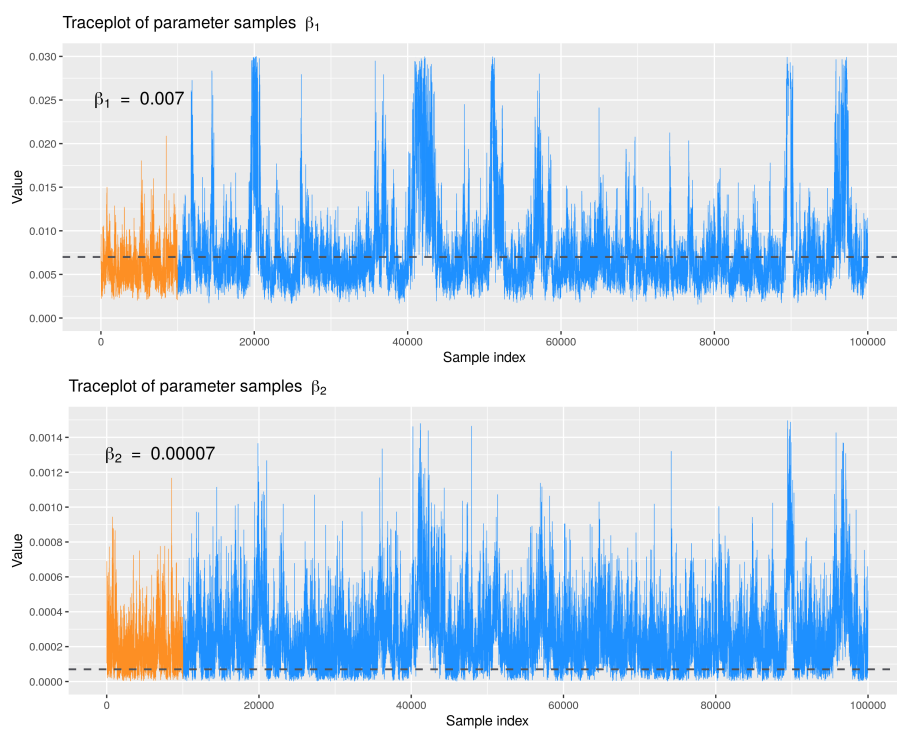 Traceplot of parameter samples β₁
0.030
0.025
0.020
0.015
0.010
0.005
0.000
Value
β₁ = 0.007
0 20000 40000 60000 80000 100000
Sample index
Traceplot of parameter samples β₂
0.0014
0.0012
0.0010
0.0008
0.0006
0.0004
0.0002
0.0000
Value
β₂ = 0.00007
0 20000 40000 60000 80000 100000
Sample index